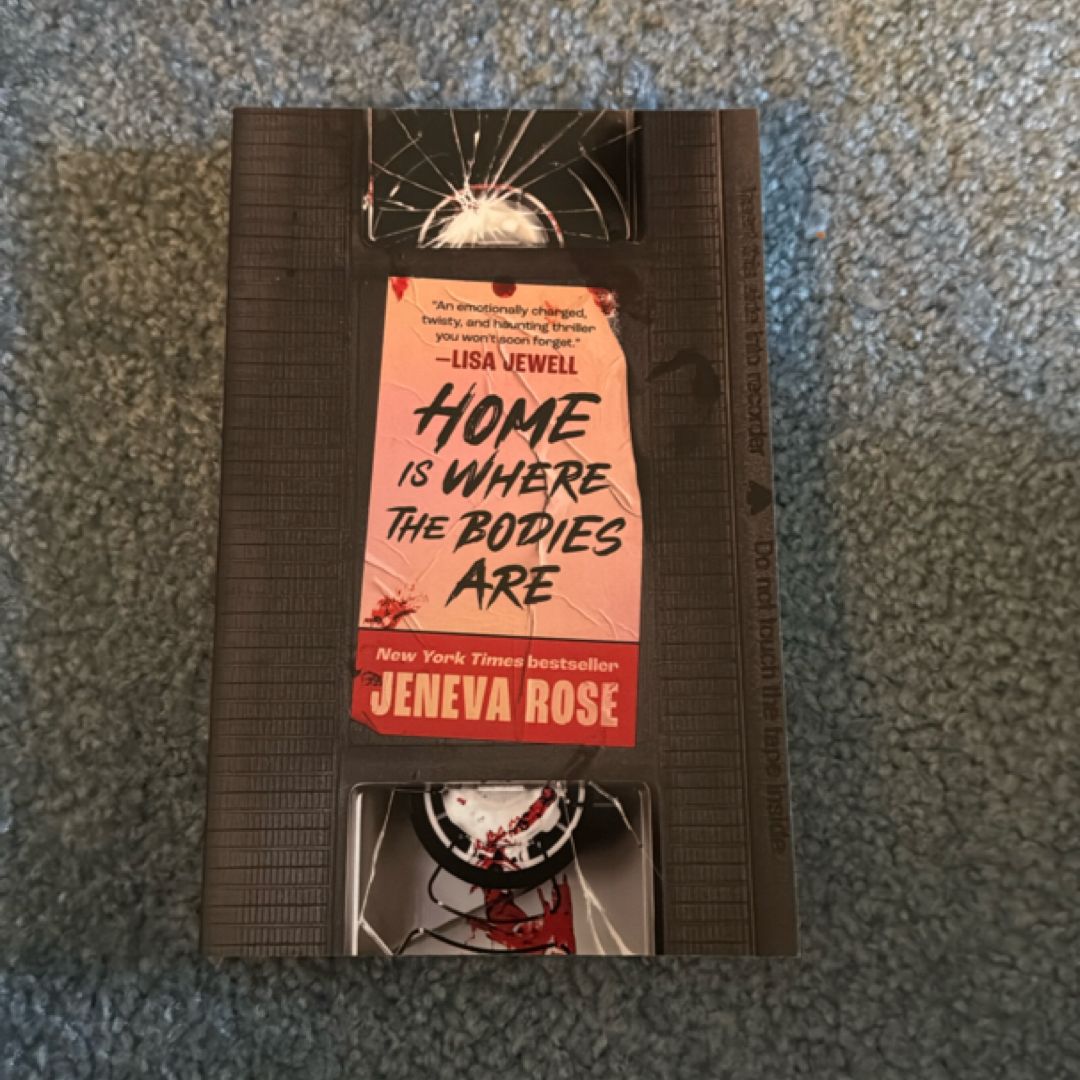 "An emotionally charged,
twisty, and haunting thriller
you won't soon forget."
—LISA JEWELL
HOME
IS WHERE
THE BODIES
ARE
New York Times bestseller
JENEVA ROSE
Do not touch the tape inside